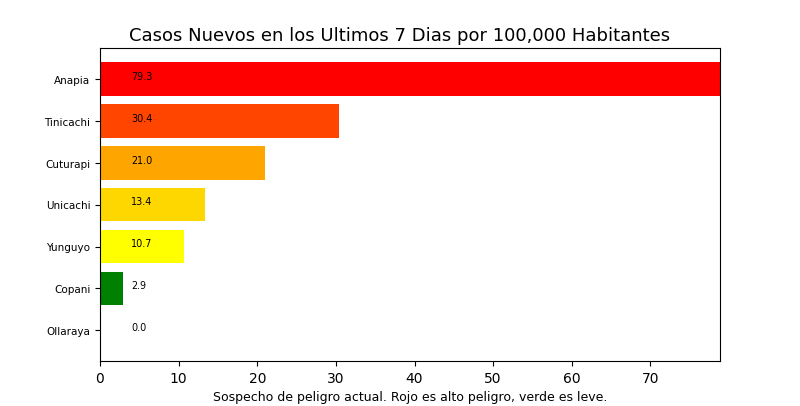 Casos Nuevos en los Ultimos 7 Dias por 100,000 Habitantes
Anapia 79.3
Tinicachi 30.4
Cuturapi 21.0
Unicachi 13.4
Yunguyo 10.7
Copani 2.9
Ollaraya 0.0
0 10 20 30 40 50 60 70
Sospecho de peligro actual. Rojo es alto peligro, verde es leve.